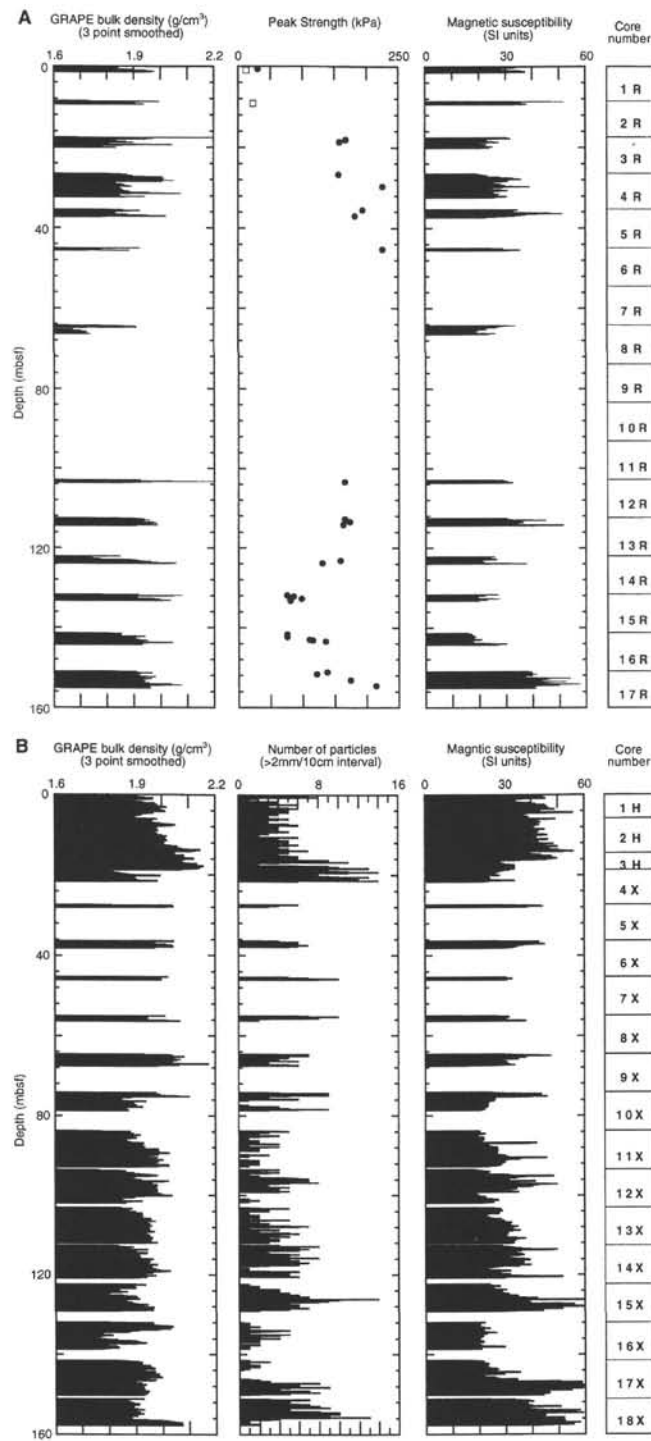 A
GRAPE bulk density (g/cm³)
(3 point smoothed)
Peak Strength (kPa)
Magnetic susceptibility
(SI units)
Core
number
1.6 1.9 2.2 0 250 0 30 60
0
40
80
120
160
Depth (mbsf)
1 R
2 R
3 R
4 R
5 R
6 R
7 R
8 R
9 R
10 R
11 R
12 R
13 R
14 R
15 R
16 R
17 R
B
GRAPE bulk density (g/cm³)
(3 point smoothed)
Number of particles
(>2mm/10cm interval)
Magntic susceptibility
(SI units)
Core
number
1.6 1.9 2.2 0 8 16 0 30 60
0
40
80
120
160
Depth (mbsf)
1 H
2 H
3 H
4 X
5 X
6 X
7 X
8 X
9 X
10 X
11 X
12 X
13 X
14 X
15 X
16 X
17 X
18 X